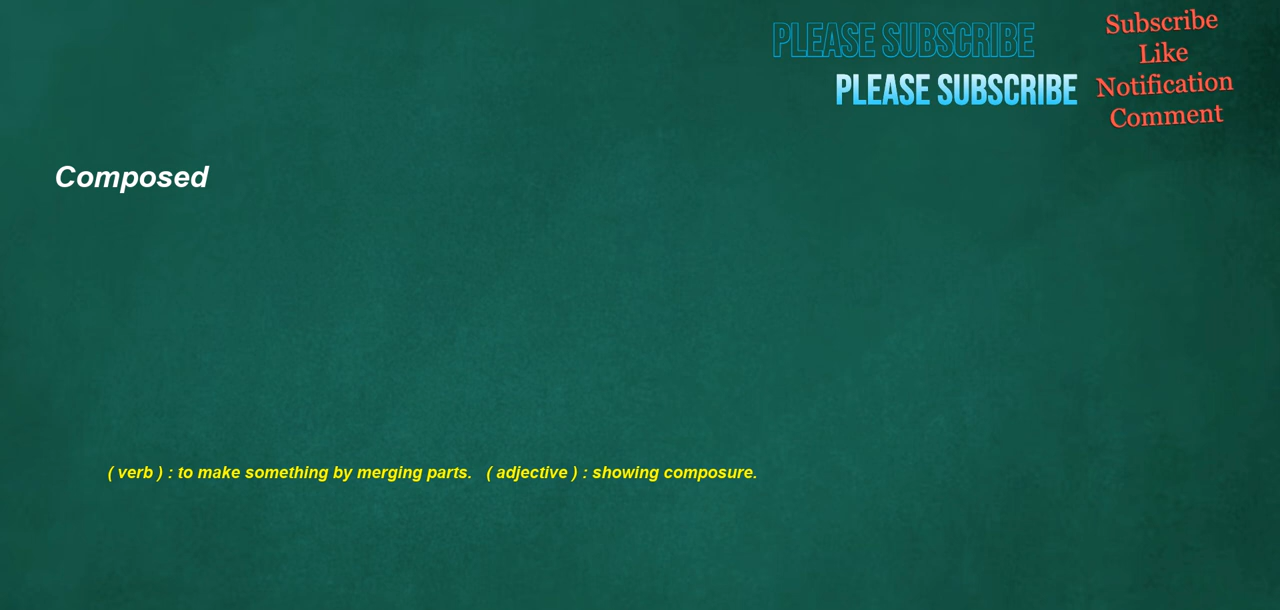 PLEASE SUBSCRIBE
PLEASE SUBSCRIBE
Subscribe
Like
Notification
Comment
Composed
( verb ) : to make something by merging parts.   ( adjective ) : showing composure.